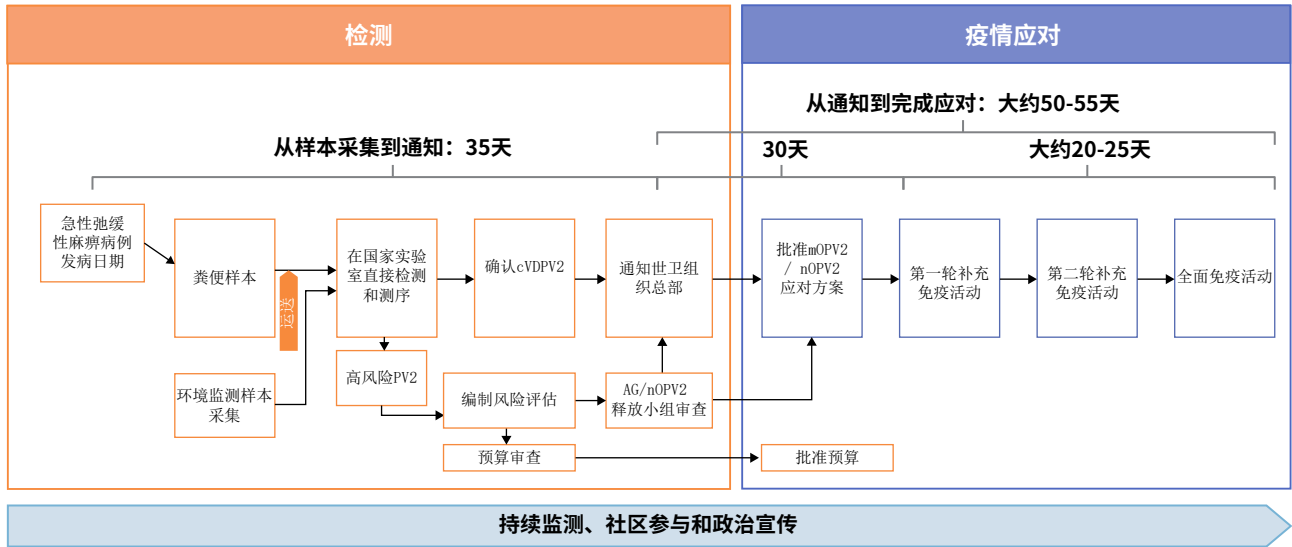 检测
疫情应对
从通知到完成应对：大约50-55天
从样本采集到通知：35天
30天
大约20-25天
急性弛缓
性麻痹病例
发病日期
粪便样本
运送
在国家实验
室直接检测
和测序
确认cVDPV2
通知世卫组
织总部
批准mOPV2
/ nOPV2
应对方案
第一轮补充
免疫活动
第二轮补充
免疫活动
全面免疫活动
环境监测样本
采集
高风险PV2
编制风险评估
AG/nOPV2
释放小组审查
预算审查
批准预算
持续监测、社区参与和政治宣传